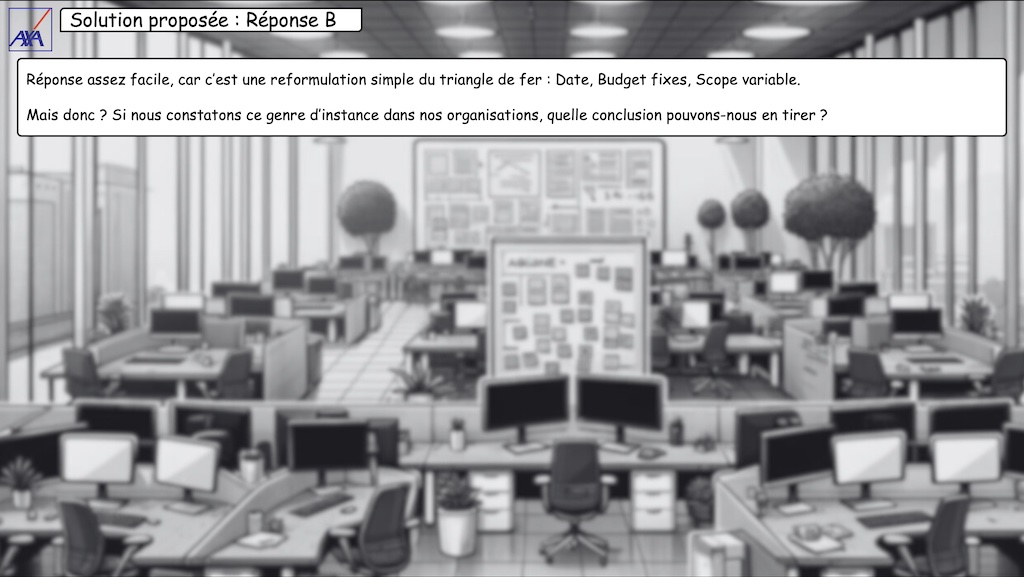 AXA
Solution proposée : Réponse B
Réponse assez facile, car c'est une reformulation simple du triangle de fer : Date, Budget fixes, Scope variable.
Mais donc ? Si nous constatons ce genre d'instance dans nos organisations, quelle conclusion pouvons-nous en tirer ?